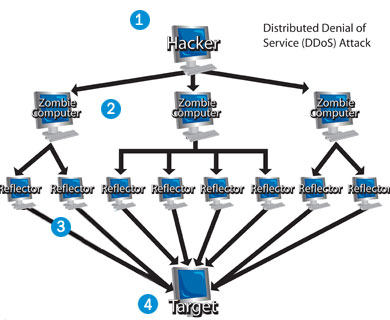 1
Hacker
Distributed Denial of
Service (DDoS) Attack
Zombie
Computer
2
Zombie
Computer
Zombie
Computer
Reflector
Reflector
Reflector
Reflector
Reflector
Reflector
Reflector
Reflector
3
4
Target